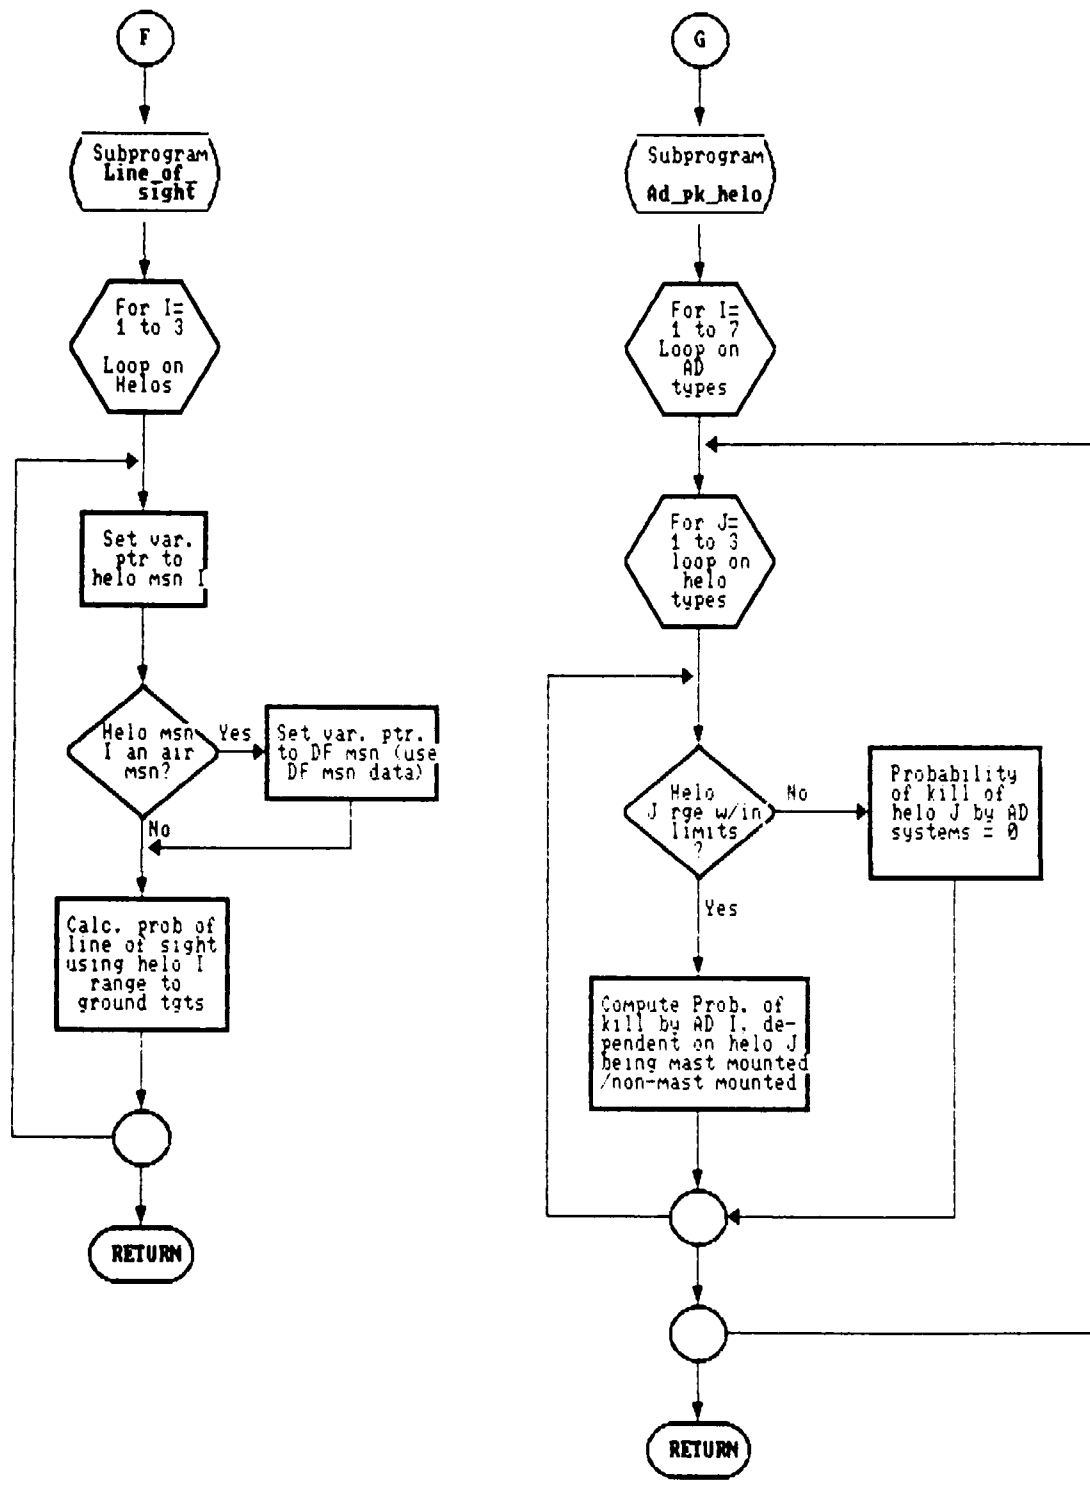 F
Subprogram
Line_of_
sight
For I=
1 to 3
Loop on
Helos
Set var.
ptr to
helo msn I
Helo msn
I an air
msn?
Yes
Set var. ptr.
to DF msn (use
DF msn data)
No
Calc. prob of
line of sight
using helo I
range to
ground tgts
RETURN
G
Subprogram
Ad_pk_helo
For I=
1 to 7
Loop on
AD
types
For J=
1 to 3
loop on
helo
types
Helo
J rge w/in
limits
?
No
Probability
of kill of
helo J by AD
systems = 0
Yes
Compute Prob. of
kill by AD I, de-
pendent on helo J
being mast mounted
/non-mast mounted
RETURN